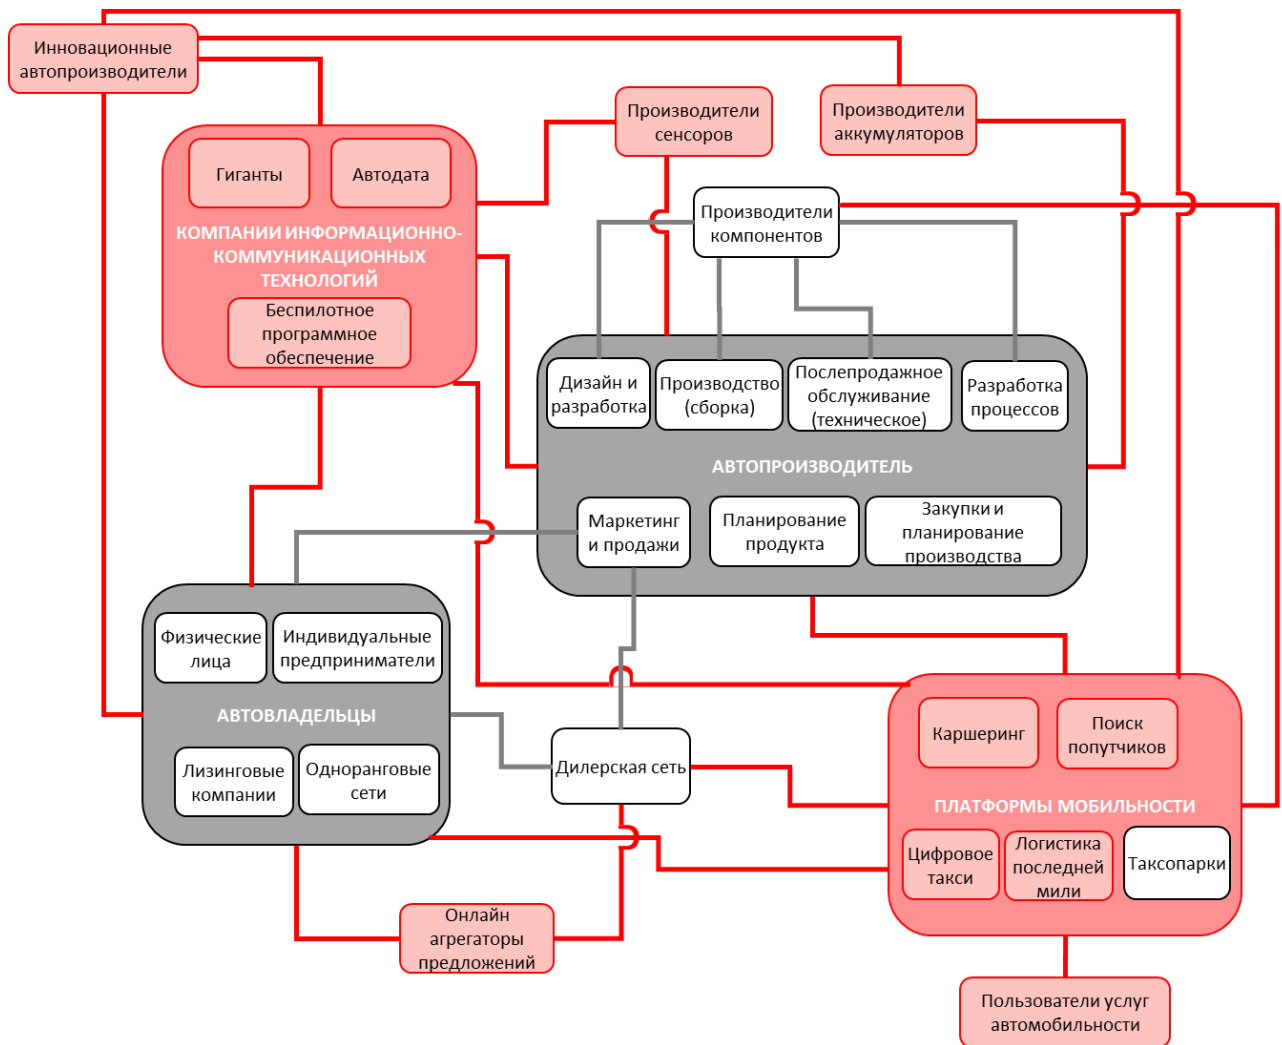 Инновационные
автопроизводители
Производители
сенсоров
Производители
аккумуляторов
Гиганты
Автодата
КОМПАНИИ ИНФОРМАЦИОННО-
КОММУНИКАЦИОННЫХ
ТЕХНОЛОГИЙ
Беспилотное
программное
обеспечение
Производители
компонентов
Дизайн и
разработка
Производство
(сборка)
Послепродажное
обслуживание
(техническое)
Разработка
процессов
АВТОПРОИЗВОДИТЕЛЬ
Маркетинг
и продажи
Планирование
продукта
Закупки и
планирование
производства
Физические
лица
Индивидуальные
предприниматели
АВТОВЛАДЕЛЬЦЫ
Лизинговые
компании
Одноранговые
сети
Дилерская сеть
Каршеринг
Поиск
попутчиков
ПЛАТФОРМЫ МОБИЛЬНОСТИ
Цифровое
такси
Логистика
последней
мили
Таксопарки
Онлайн
агрегаторы
предложений
Пользователи услуг
автомобильности